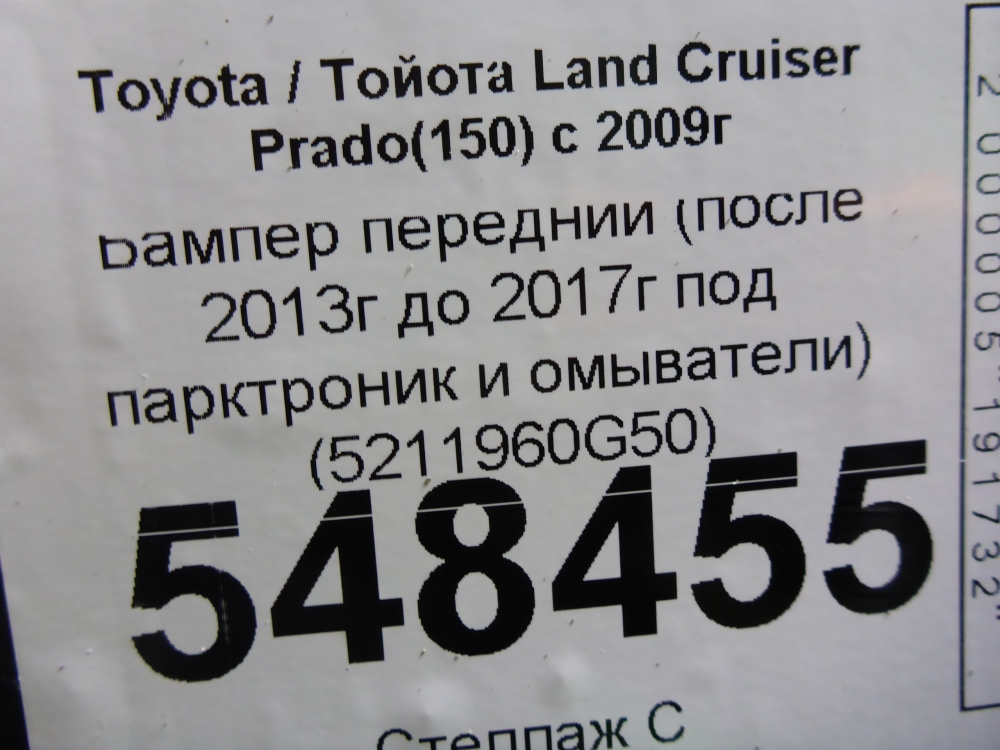 Toyota / Тойота Land Cruiser
Prado(150) с 2009г
Бампер передний (после
2013г до 2017г под
парктроник и омыватели)
(5211960G50)
548455
Стеллаж С
2000005191732